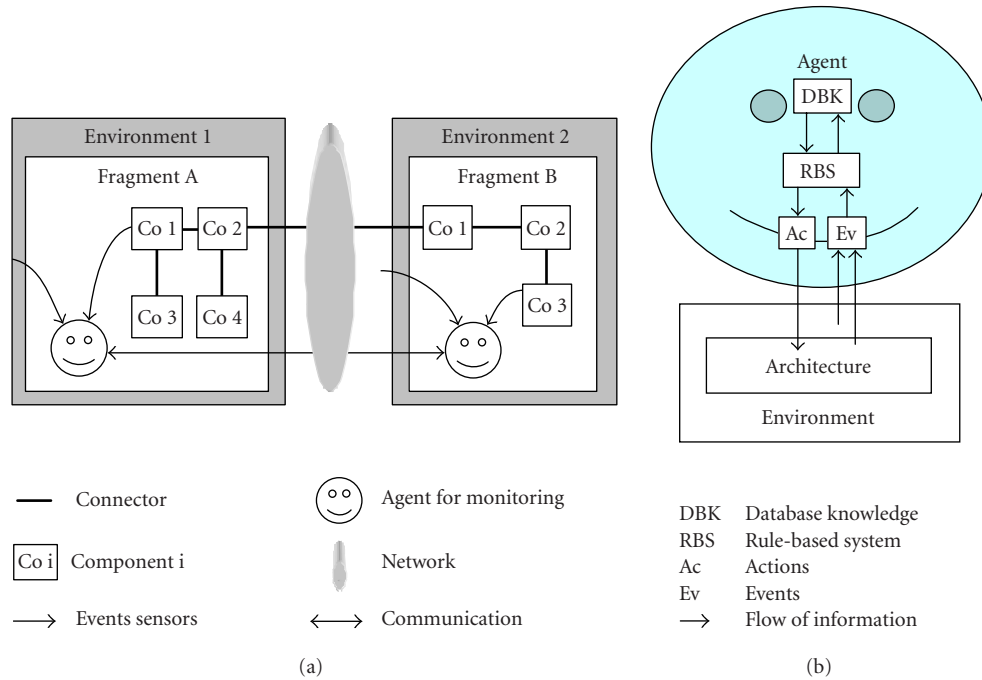 Environment 1
Fragment A
Co 1
Co 2
Co 3
Co 4
Environment 2
Fragment B
Co 1
Co 2
Co 3
Connector
Agent for monitoring
Co i
Component i
Network
Events sensors
Communication
(a)
Agent
DBK
RBS
Ac
Ev
Architecture
Environment
DBK Database knowledge
RBS Rule-based system
Ac Actions
Ev Events
Flow of information
(b)